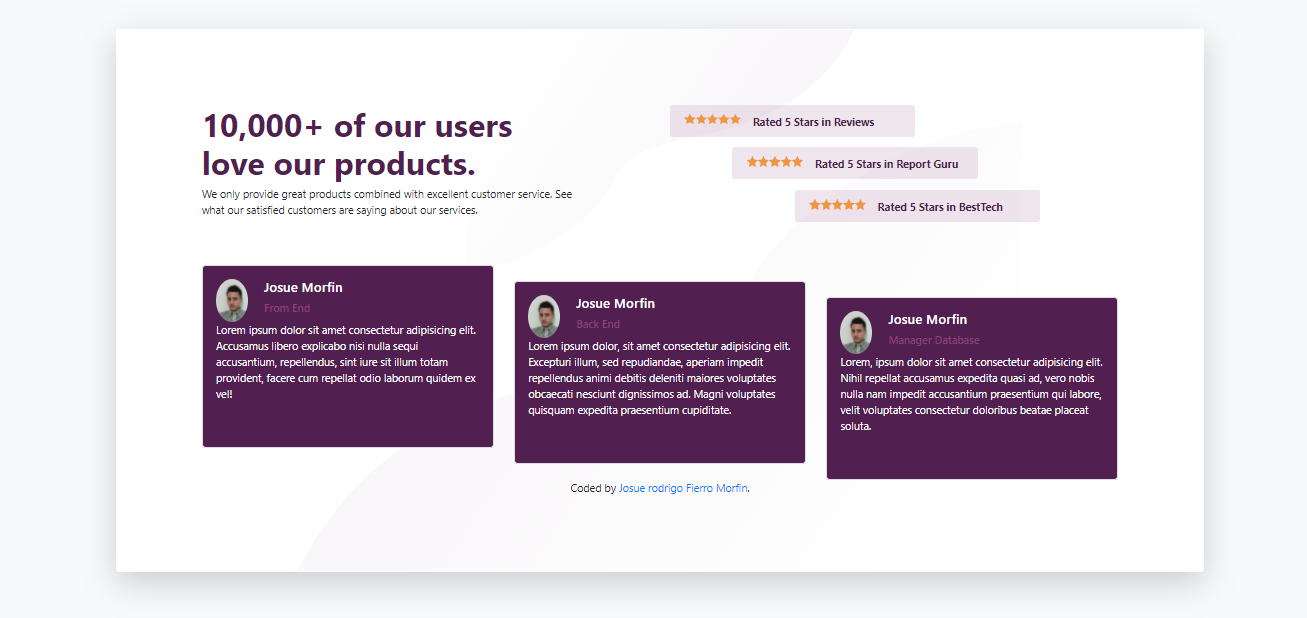 10,000+ of our users
love our products.
We only provide great products combined with excellent customer service. See
what our satisfied customers are saying about our services.
Rated 5 Stars in Reviews
Rated 5 Stars in Report Guru
Rated 5 Stars in BestTech
Josue Morfin
From End
Lorem ipsum dolor sit amet consectetur adipisicing elit.
Accusamus libero explicabo nisi nulla sequi
accusantium, repellendus, sint iure sit illum totam
provident, facere cum repellat odio laborum quidem ex
vel!
Josue Morfin
Back End
Lorem ipsum dolor, sit amet consectetur adipisicing elit.
Excepturi illum, sed repudiandae, aperiam impedit
repellendus animi debitis deleniti maiores voluptates
obcaecati nesciunt dignissimos ad. Magni voluptates
quisquam expedita praesentium cupiditate.
Josue Morfin
Manager Database
Lorem, ipsum dolor sit amet consectetur adipisicing elit.
Nihil repellat accusamus expedita quasi ad, vero nobis
nulla nam impedit accusantium praesentium qui labore,
velit voluptates consectetur doloribus beatae placeat
soluta.
Coded by Josue rodrigo Fierro Morfin.